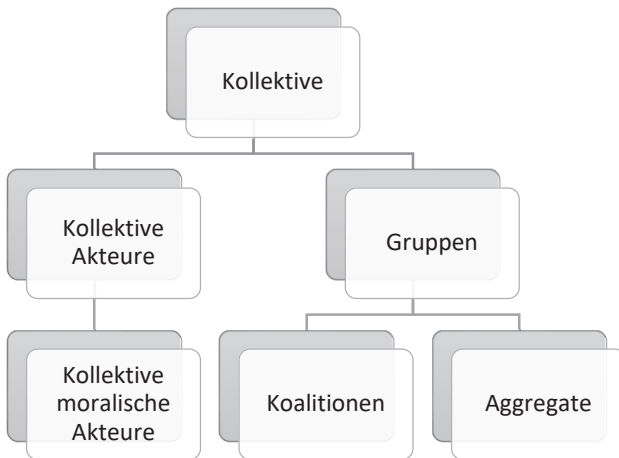 Kollektive
Kollektive
Akteure
Gruppen
Kollektive
moralische
Akteure
Koalitionen
Aggregate